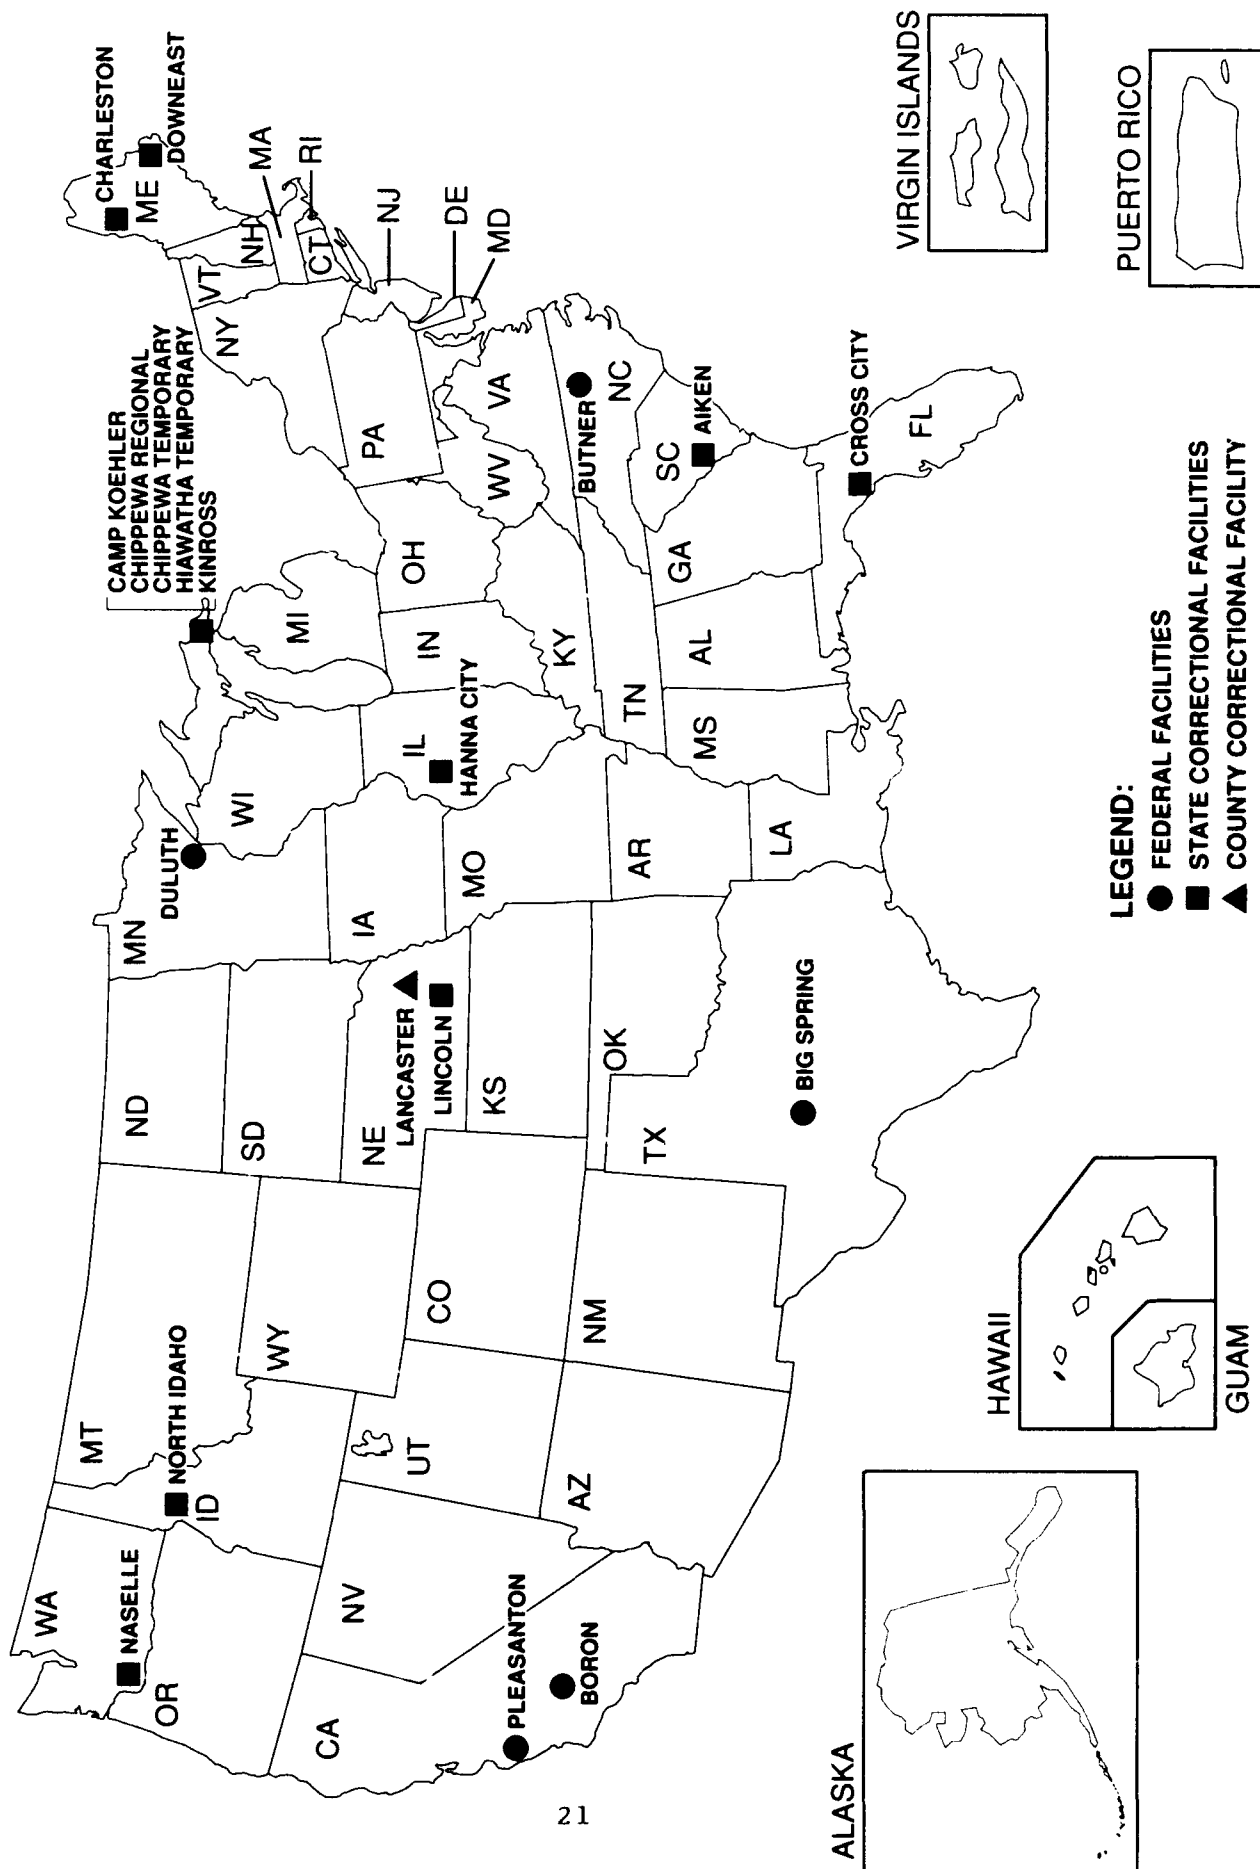 WA
NASELLE
OR
MT
NORTH IDAHO
ID
ND
MN
DULUTH
WI
CAMP KOEHLER
CHIPPEWA REGIONAL
CHIPPEWA TEMPORARY
HIAWATHA TEMPORARY
KINROSS
MI
CHARLESTON
ME
DOWNEAST
VT
NH
NY
MA
RI
CT
NJ
DE
MD
PA
SD
WY
NE
LANCASTER
LINCOLN
IA
IL
HANNA CITY
IN
OH
WV
VA
CA
NV
UT
CO
KS
MO
KY
PLEASANTON
BORON
AZ
NM
OK
TX
BIG SPRING
AR
LA
TN
MS
AL
GA
BUTNER
NC
SC
AIKEN
CROSS CITY
FL
ALASKA
HAWAII
GUAM
VIRGIN ISLANDS
PUERTO RICO
LEGEND:
FEDERAL FACILITIES
STATE CORRECTIONAL FACILITIES
COUNTY CORRECTIONAL FACILITY
21